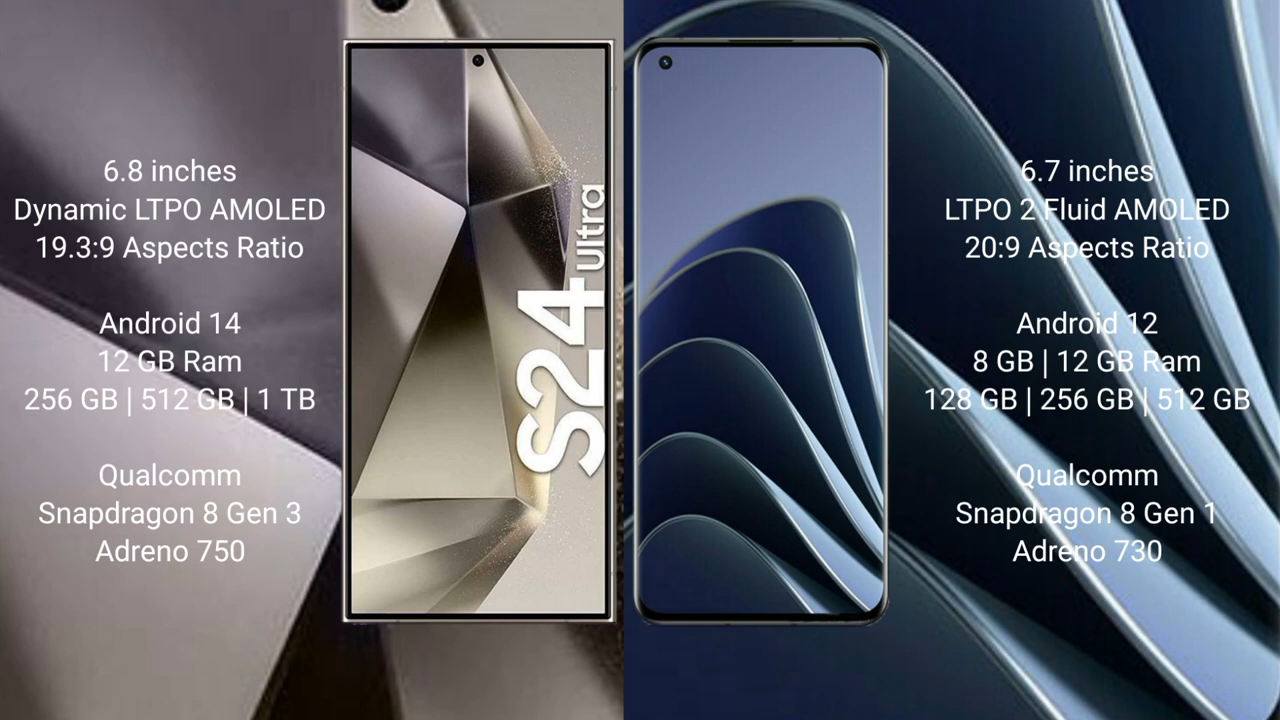 6.8 inches
Dynamic LTPO AMOLED
19.3:9 Aspects Ratio
Android 14
12 GB Ram
256 GB | 512 GB | 1 TB
Qualcomm
Snapdragon 8 Gen 3
Adreno 750
S24 ultra
6.7 inches
LTPO 2 Fluid AMOLED
20:9 Aspects Ratio
Android 12
8 GB | 12 GB Ram
128 GB | 256 GB | 512 GB
Qualcomm
Snapdragon 8 Gen 1
Adreno 730